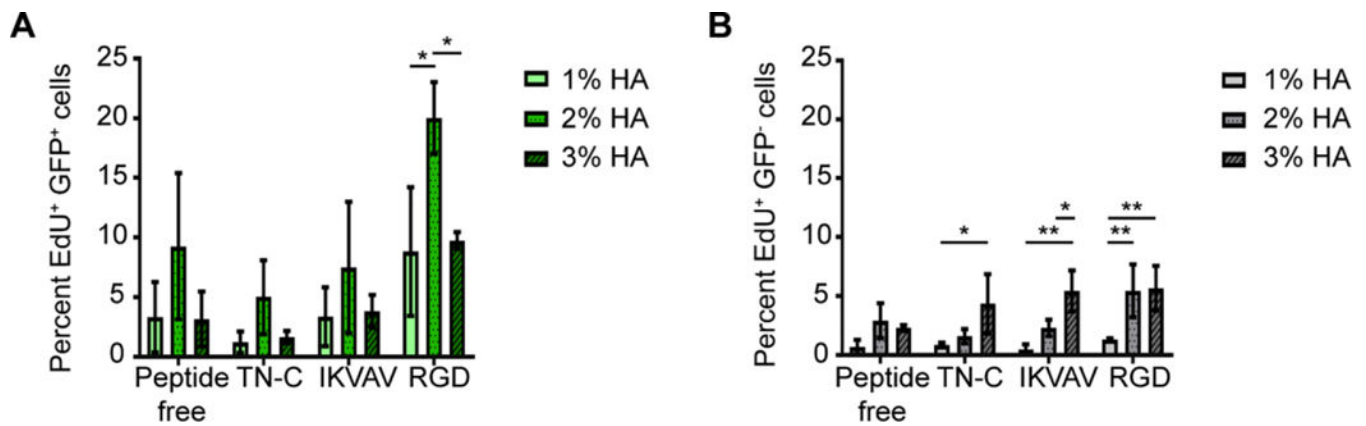 A
Percent EdU⁺ GFP⁺ cells
25
20
15
10
5
0
* *
Peptide free TN-C IKVAV RGD
1% HA
2% HA
3% HA
B
Percent EdU⁺ GFP⁻ cells
25
20
15
10
5
0
* ** * ** **
Peptide free TN-C IKVAV RGD
1% HA
2% HA
3% HA